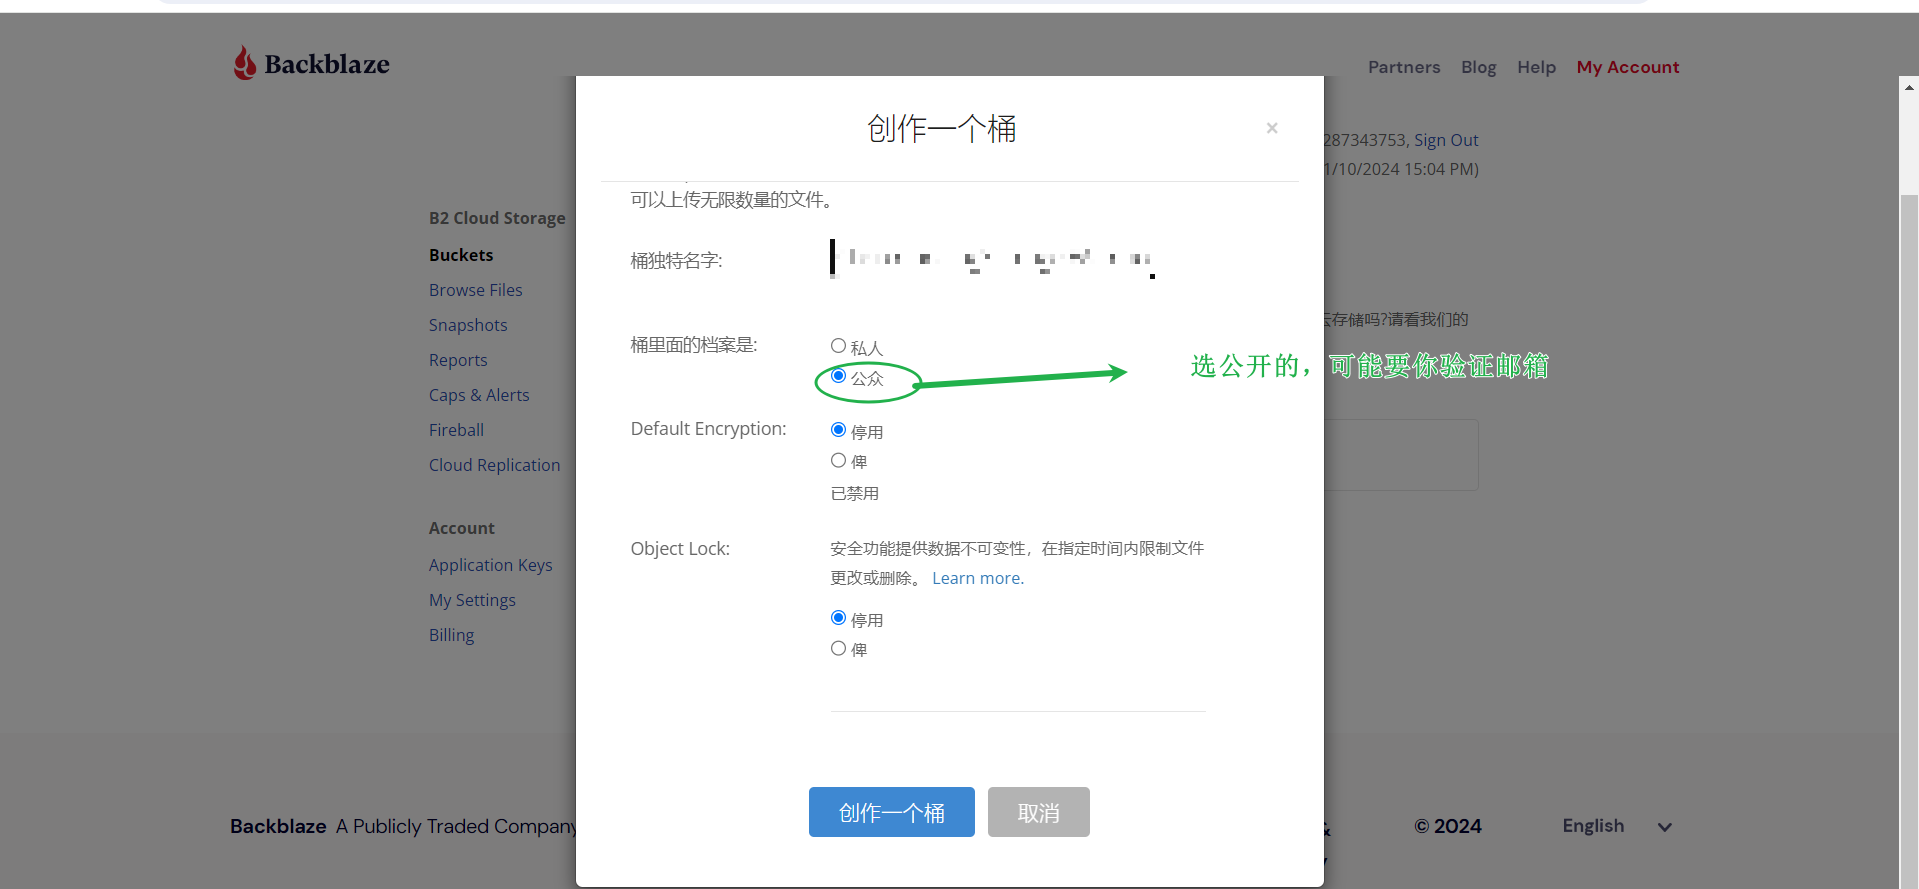 Backblaze
Partners Blog Help My Account
创作一个桶
×
287343753, Sign Out
1/10/2024 15:04 PM)
可以上传无限数量的文件。
B2 Cloud Storage
Buckets
Browse Files
Snapshots
Reports
Caps & Alerts
Fireball
Cloud Replication
Account
Application Keys
My Settings
Billing
桶独特名字:
桶里面的档案是:
私人
公众
选公开的，可能要你验证邮箱
云存储吗?请看我们的
Default Encryption:
停用
俾
已禁用
Object Lock:
安全功能提供数据不可变性，在指定时间内限制文件
更改或删除。 Learn more.
停用
俾
创作一个桶
取消
Backblaze A Publicly Traded Company
&
© 2024
English